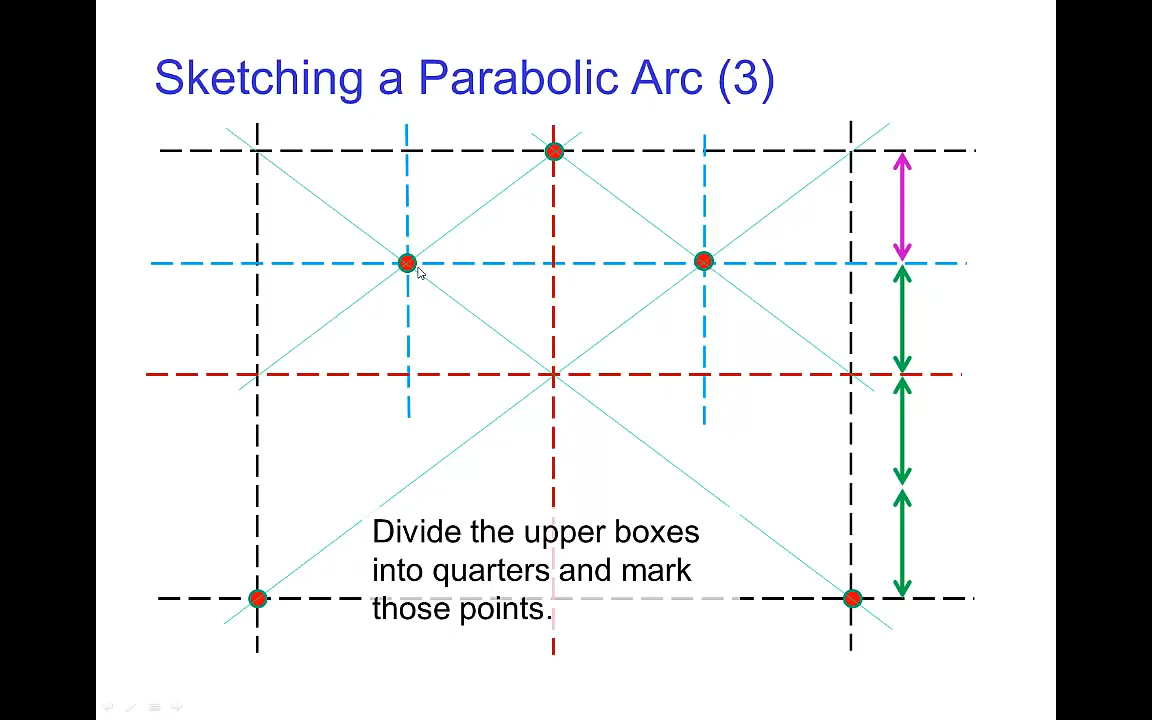 Sketching a Parabolic Arc (3)
Divide the upper boxes
into quarters and mark
those points.